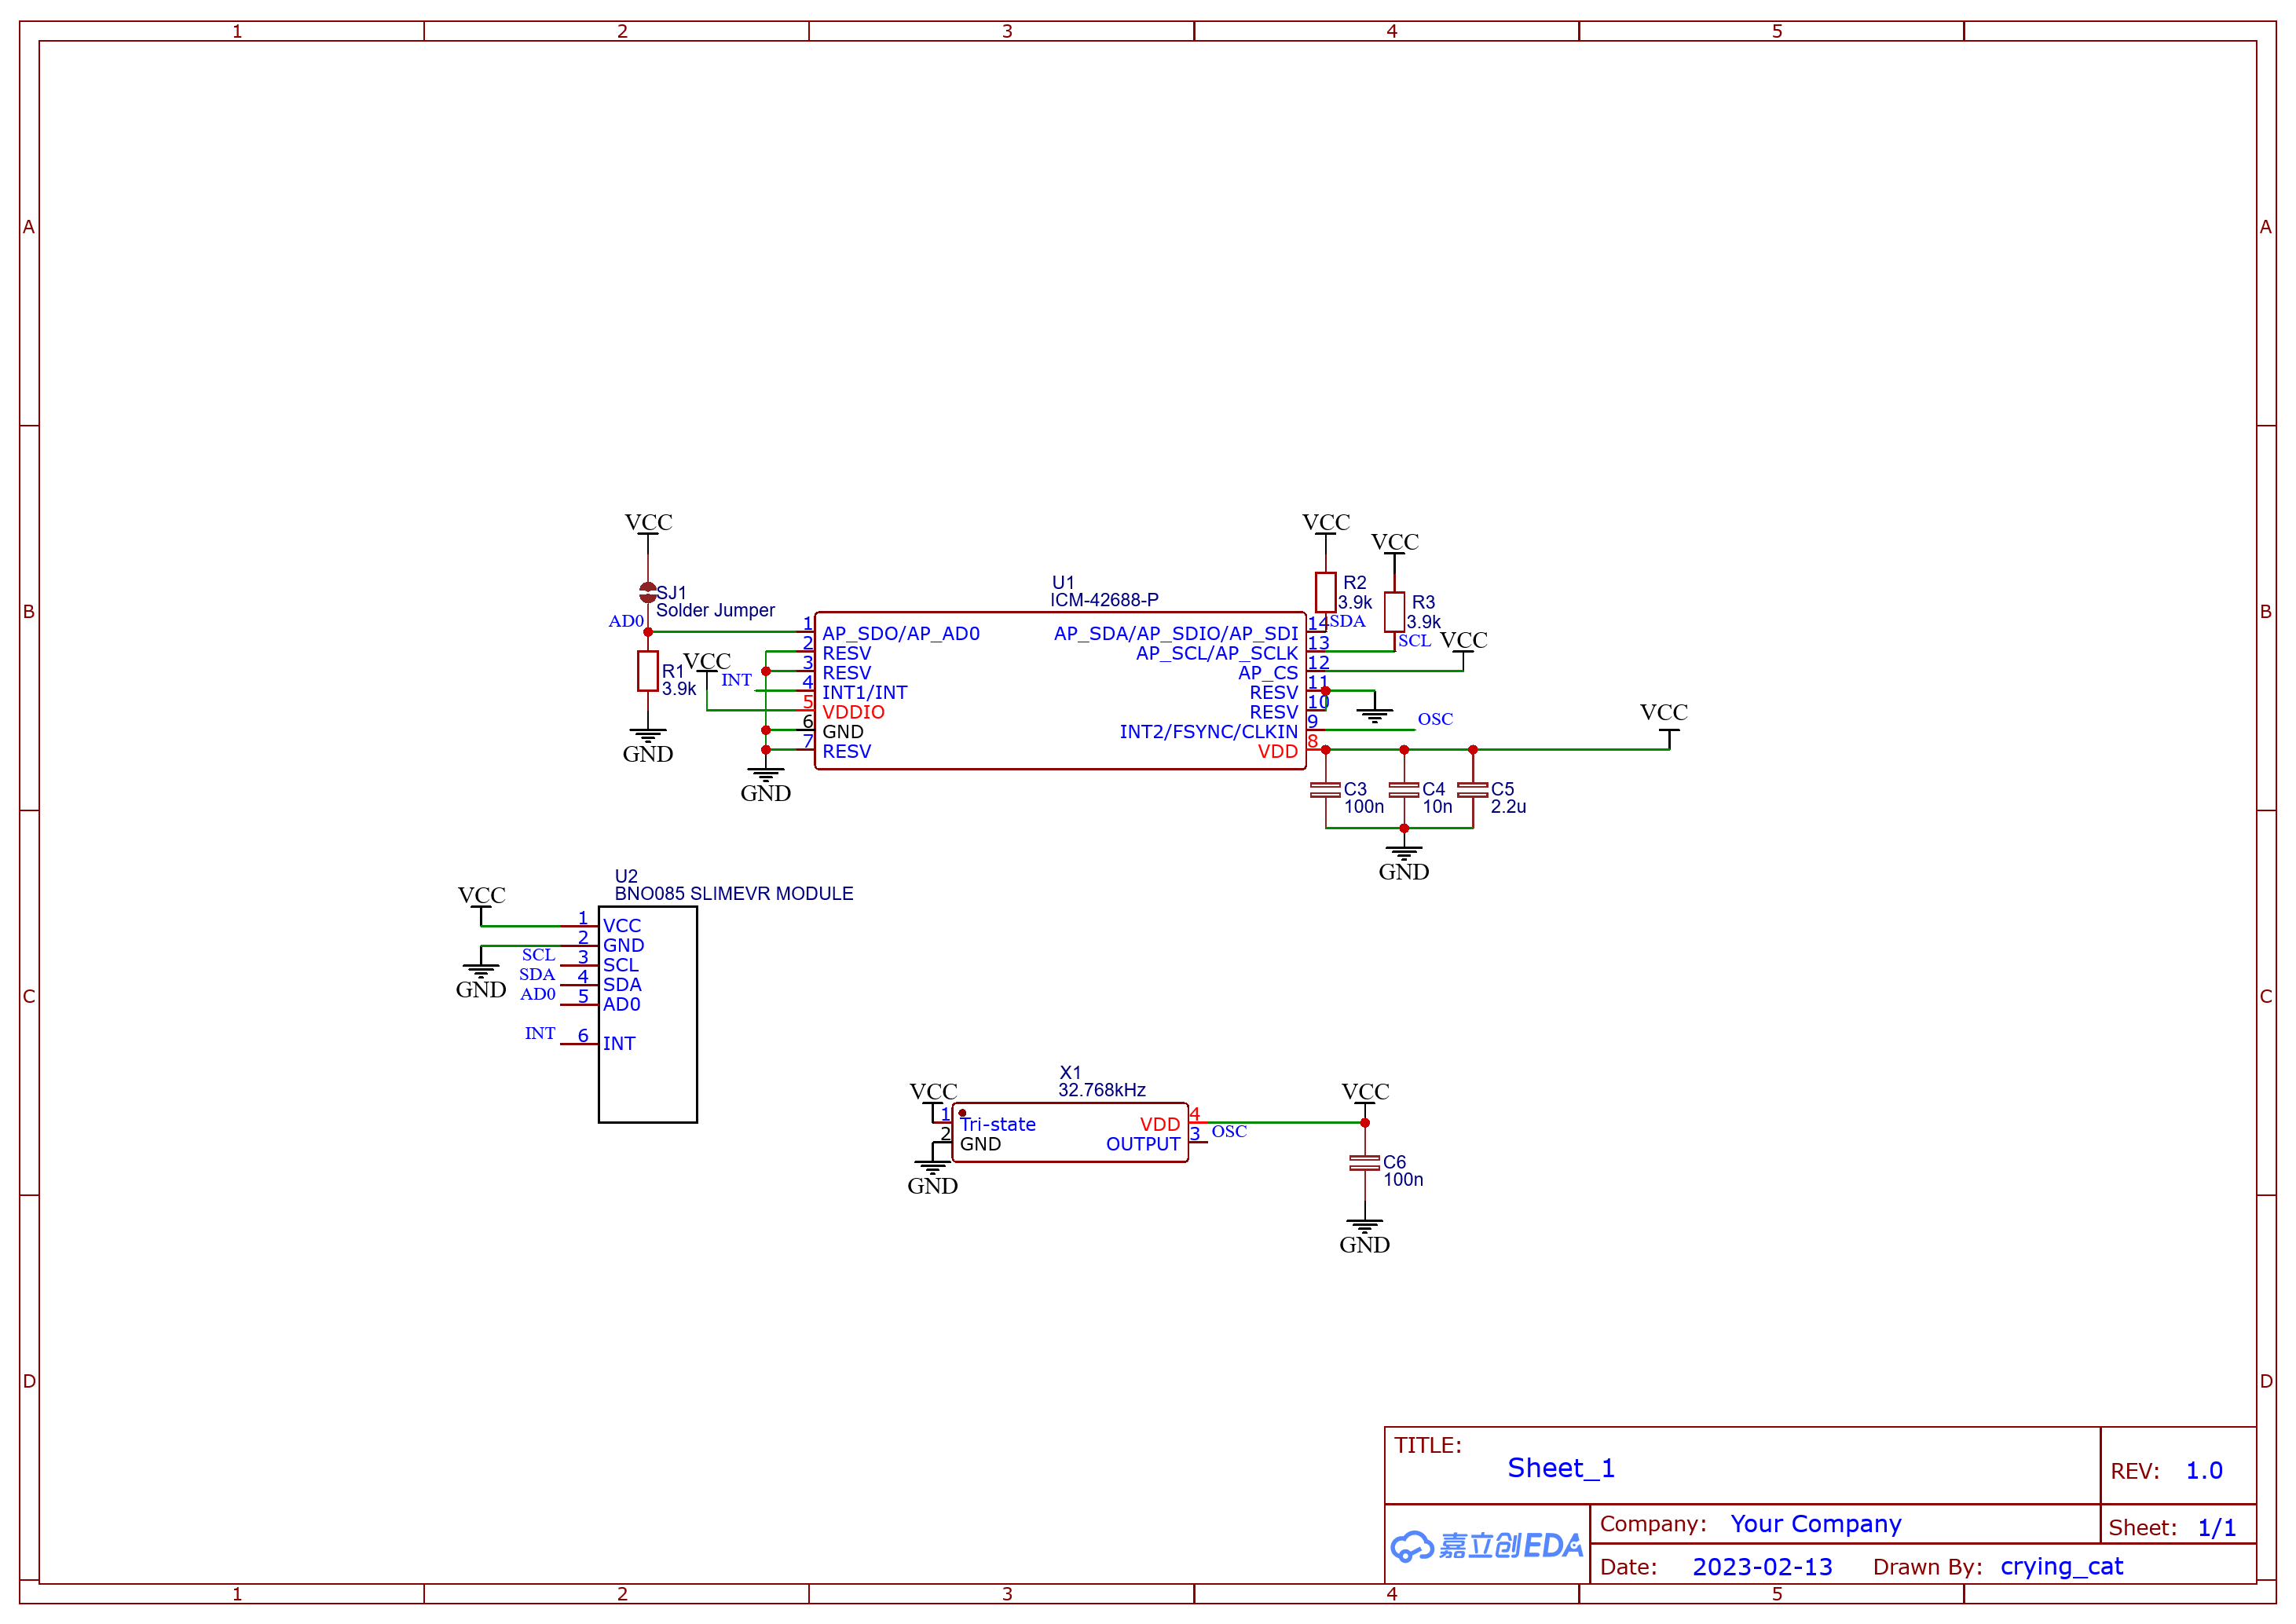 1 2 3 4 5
A A
VCC VCC
VCC
B B
SJ1
Solder Jumper
AD0
R1
3.9k
GND
VCC
INT
U1
ICM-42688-P
1 AP_SDO/AP_AD0
2 RESV
3 RESV
4 INT1/INT
5 VDDIO
6 GND
7 RESV
GND
AP_SDA/AP_SDIO/AP_SDI 14
AP_SCL/AP_SCLK 13
AP_CS 12
RESV 11
RESV 10
INT2/FSYNC/CLKIN 9
VDD 8
R2
3.9k
SDA
R3
3.9k
SCL
VCC
OSC
VCC
C3
100n
C4
10n
C5
2.2u
GND
U2
BNO085 SLIMEVR MODULE
VCC
GND
1 VCC
2 GND
SCL 3 SCL
SDA 4 SDA
AD0 5 AD0
INT 6 INT
C C
X1
32.768kHz
VCC
1 Tri-state
2 GND
GND
VDD 4
OUTPUT 3
OSC
VCC
C6
100n
GND
D D
TITLE:
Sheet_1
REV: 1.0
嘉立创EDA
Company: Your Company
Sheet: 1/1
Date: 2023-02-13 Drawn By: crying_cat
1 2 3 4 5